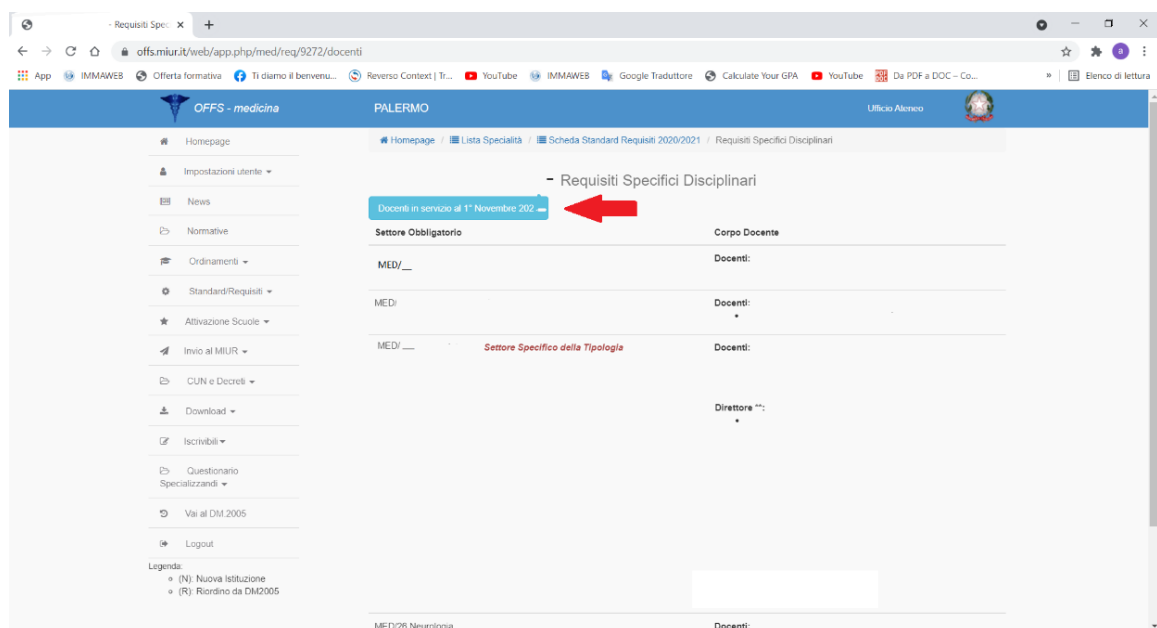 - Requisiti Spec
offs.miur.it/web/app.php/med/req/9272/docenti
a
App IMMAWEB Offerta formativa Ti diamo il benvenu... Reverso Context | Tr... YouTube IMMAWEB Google Traduttore Calculate Your GPA YouTube Da PDF a DOC – Co... » Elenco di lettura
OFFS - medicina
PALERMO
Ufficio Ateneo
Homepage / Lista Specialità / Scheda Standard Requisiti 2020/2021 / Requisiti Specifici Disciplinari
Homepage
Impostazioni utente
News
Normative
Ordinamenti
Standard/Requisiti
Attivazione Scuole
Invio al MIUR
CUN e Decreti
Download
Iscrivibili
Questionario
Specializzandi
Vai al DM.2005
Logout
Legenda:
(N): Nuova Istituzione
(R): Riordino da DM2005
- Requisiti Specifici Disciplinari
Docenti in servizio al 1° Novembre 202
Settore Obbligatorio Corpo Docente
MED/__ Docenti:
MED/ Docenti:
MED/ __ Settore Specifico della Tipologia Docenti:
Direttore **:
MED/26 Neurologia Docenti: